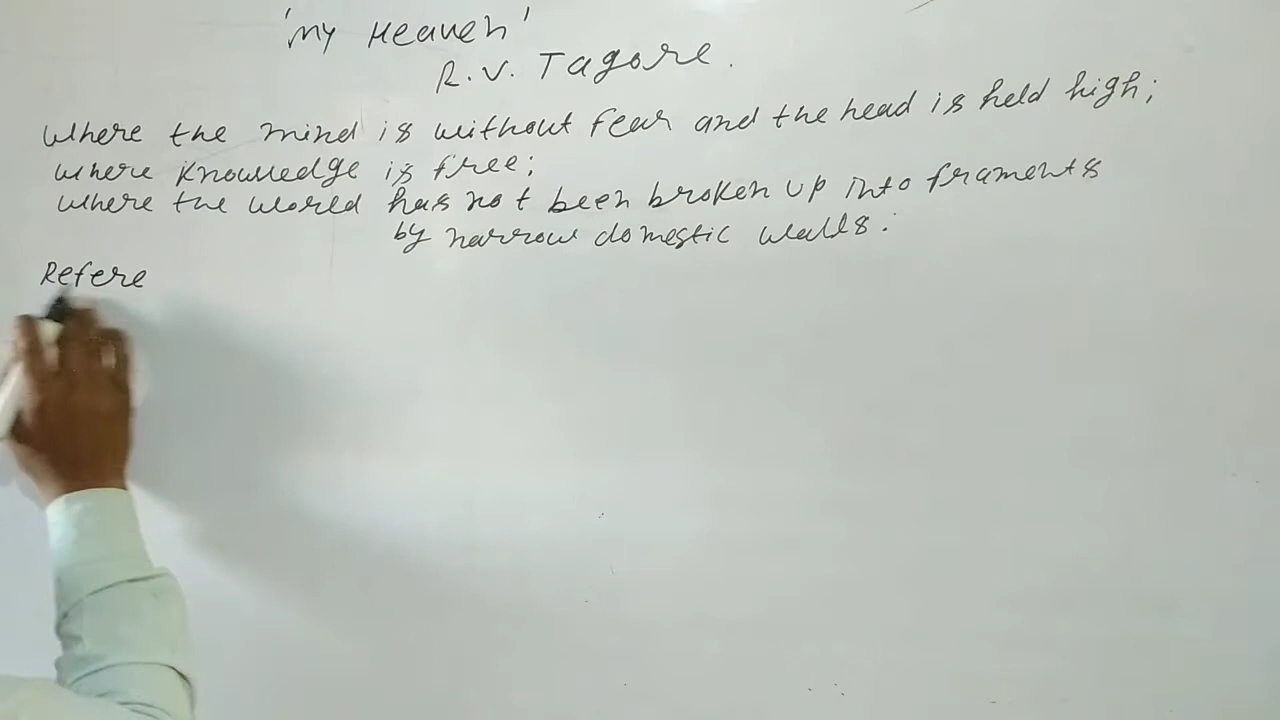 'My Heaven'
R.V. Tagore.
Where the mind is without fear and the head is held high;
where knowledge is free;
where the world has not been broken up into framents
by narrow domestic walls:
Refere